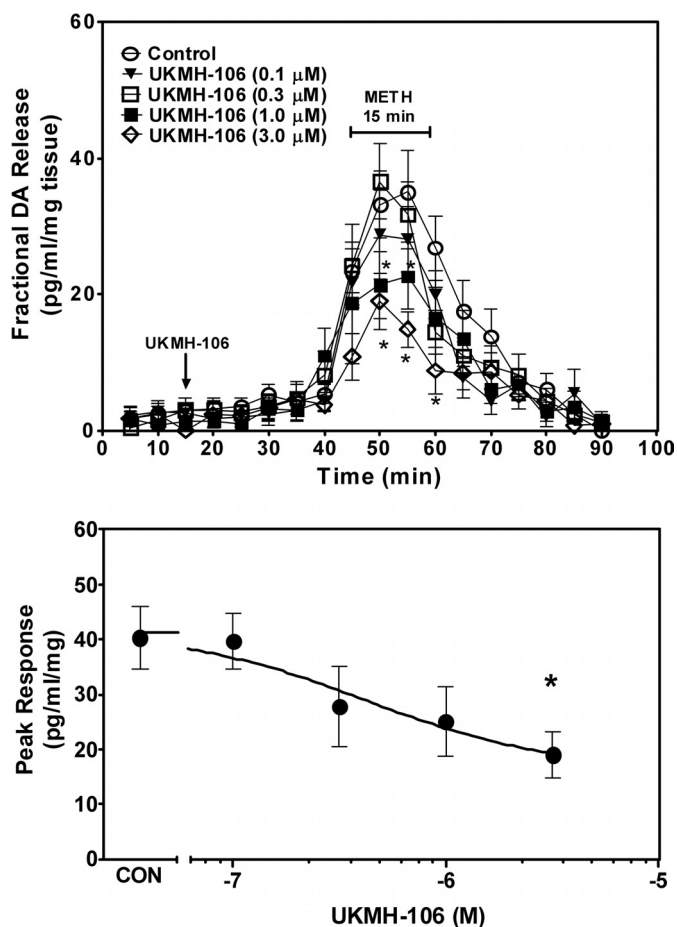 60
40
20
0
Fractional DA Release
(pg/ml/mg tissue)
Control
UKMH-106 (0.1 μM)
UKMH-106 (0.3 μM)
UKMH-106 (1.0 μM)
UKMH-106 (3.0 μM)
METH
15 min
UKMH-106
* *
* *
*
0 10 20 30 40 50 60 70 80 90 100
Time (min)
60
50
40
30
20
10
0
Peak Response
(pg/ml/mg)
*
CON -7 -6 -5
UKMH-106 (M)